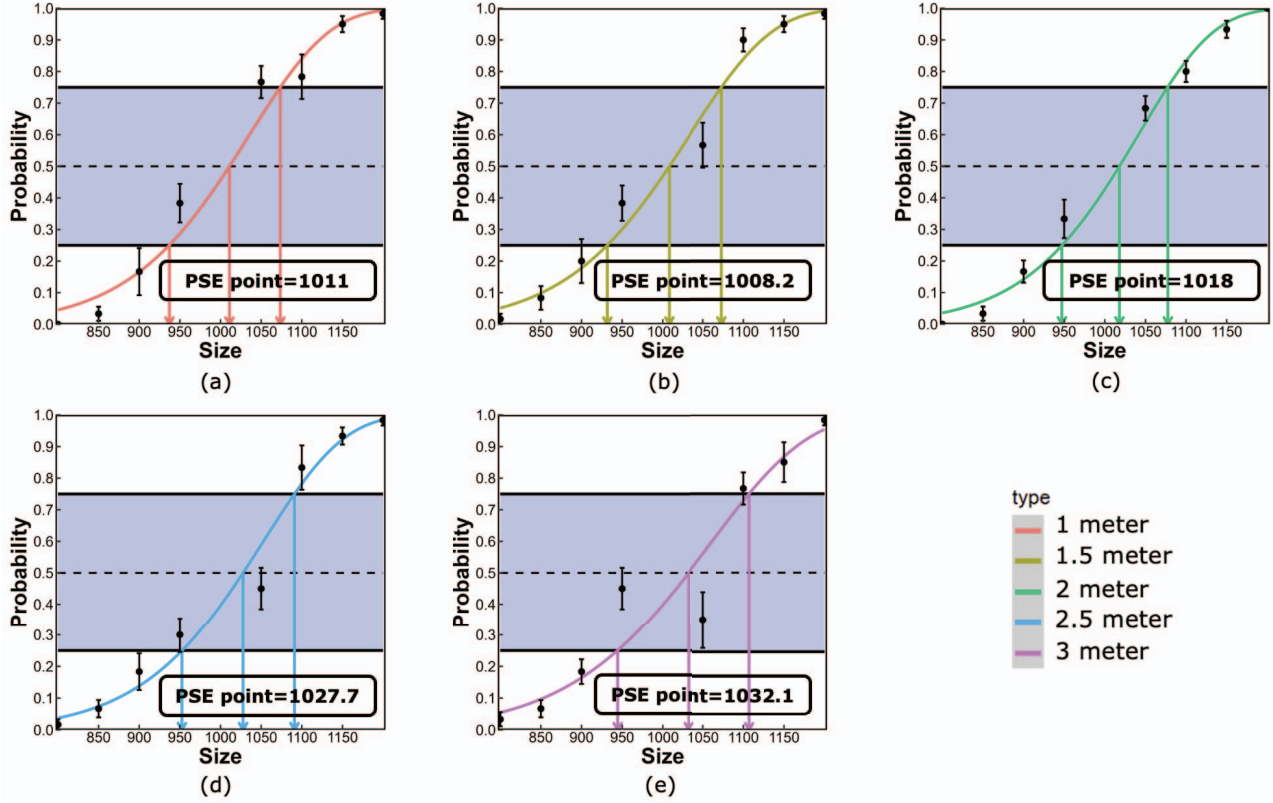 1.0
0.9
0.8
0.7
0.6
0.5
0.4
0.3
0.2
0.1
0.0
Probability
PSE point=1011
850 900 950 1000 1050 1100 1150
Size
(a)
1.0
0.9
0.8
0.7
0.6
0.5
0.4
0.3
0.2
0.1
0.0
Probability
PSE point=1008.2
850 900 950 1000 1050 1100 1150
Size
(b)
1.0
0.9
0.8
0.7
0.6
0.5
0.4
0.3
0.2
0.1
0.0
Probability
PSE point=1018
850 900 950 1000 1050 1100 1150
Size
(c)
1.0
0.9
0.8
0.7
0.6
0.5
0.4
0.3
0.2
0.1
0.0
Probability
PSE point=1027.7
850 900 950 1000 1050 1100 1150
Size
(d)
1.0
0.9
0.8
0.7
0.6
0.5
0.4
0.3
0.2
0.1
0.0
Probability
PSE point=1032.1
850 900 950 1000 1050 1100 1150
Size
(e)
type
1 meter
1.5 meter
2 meter
2.5 meter
3 meter